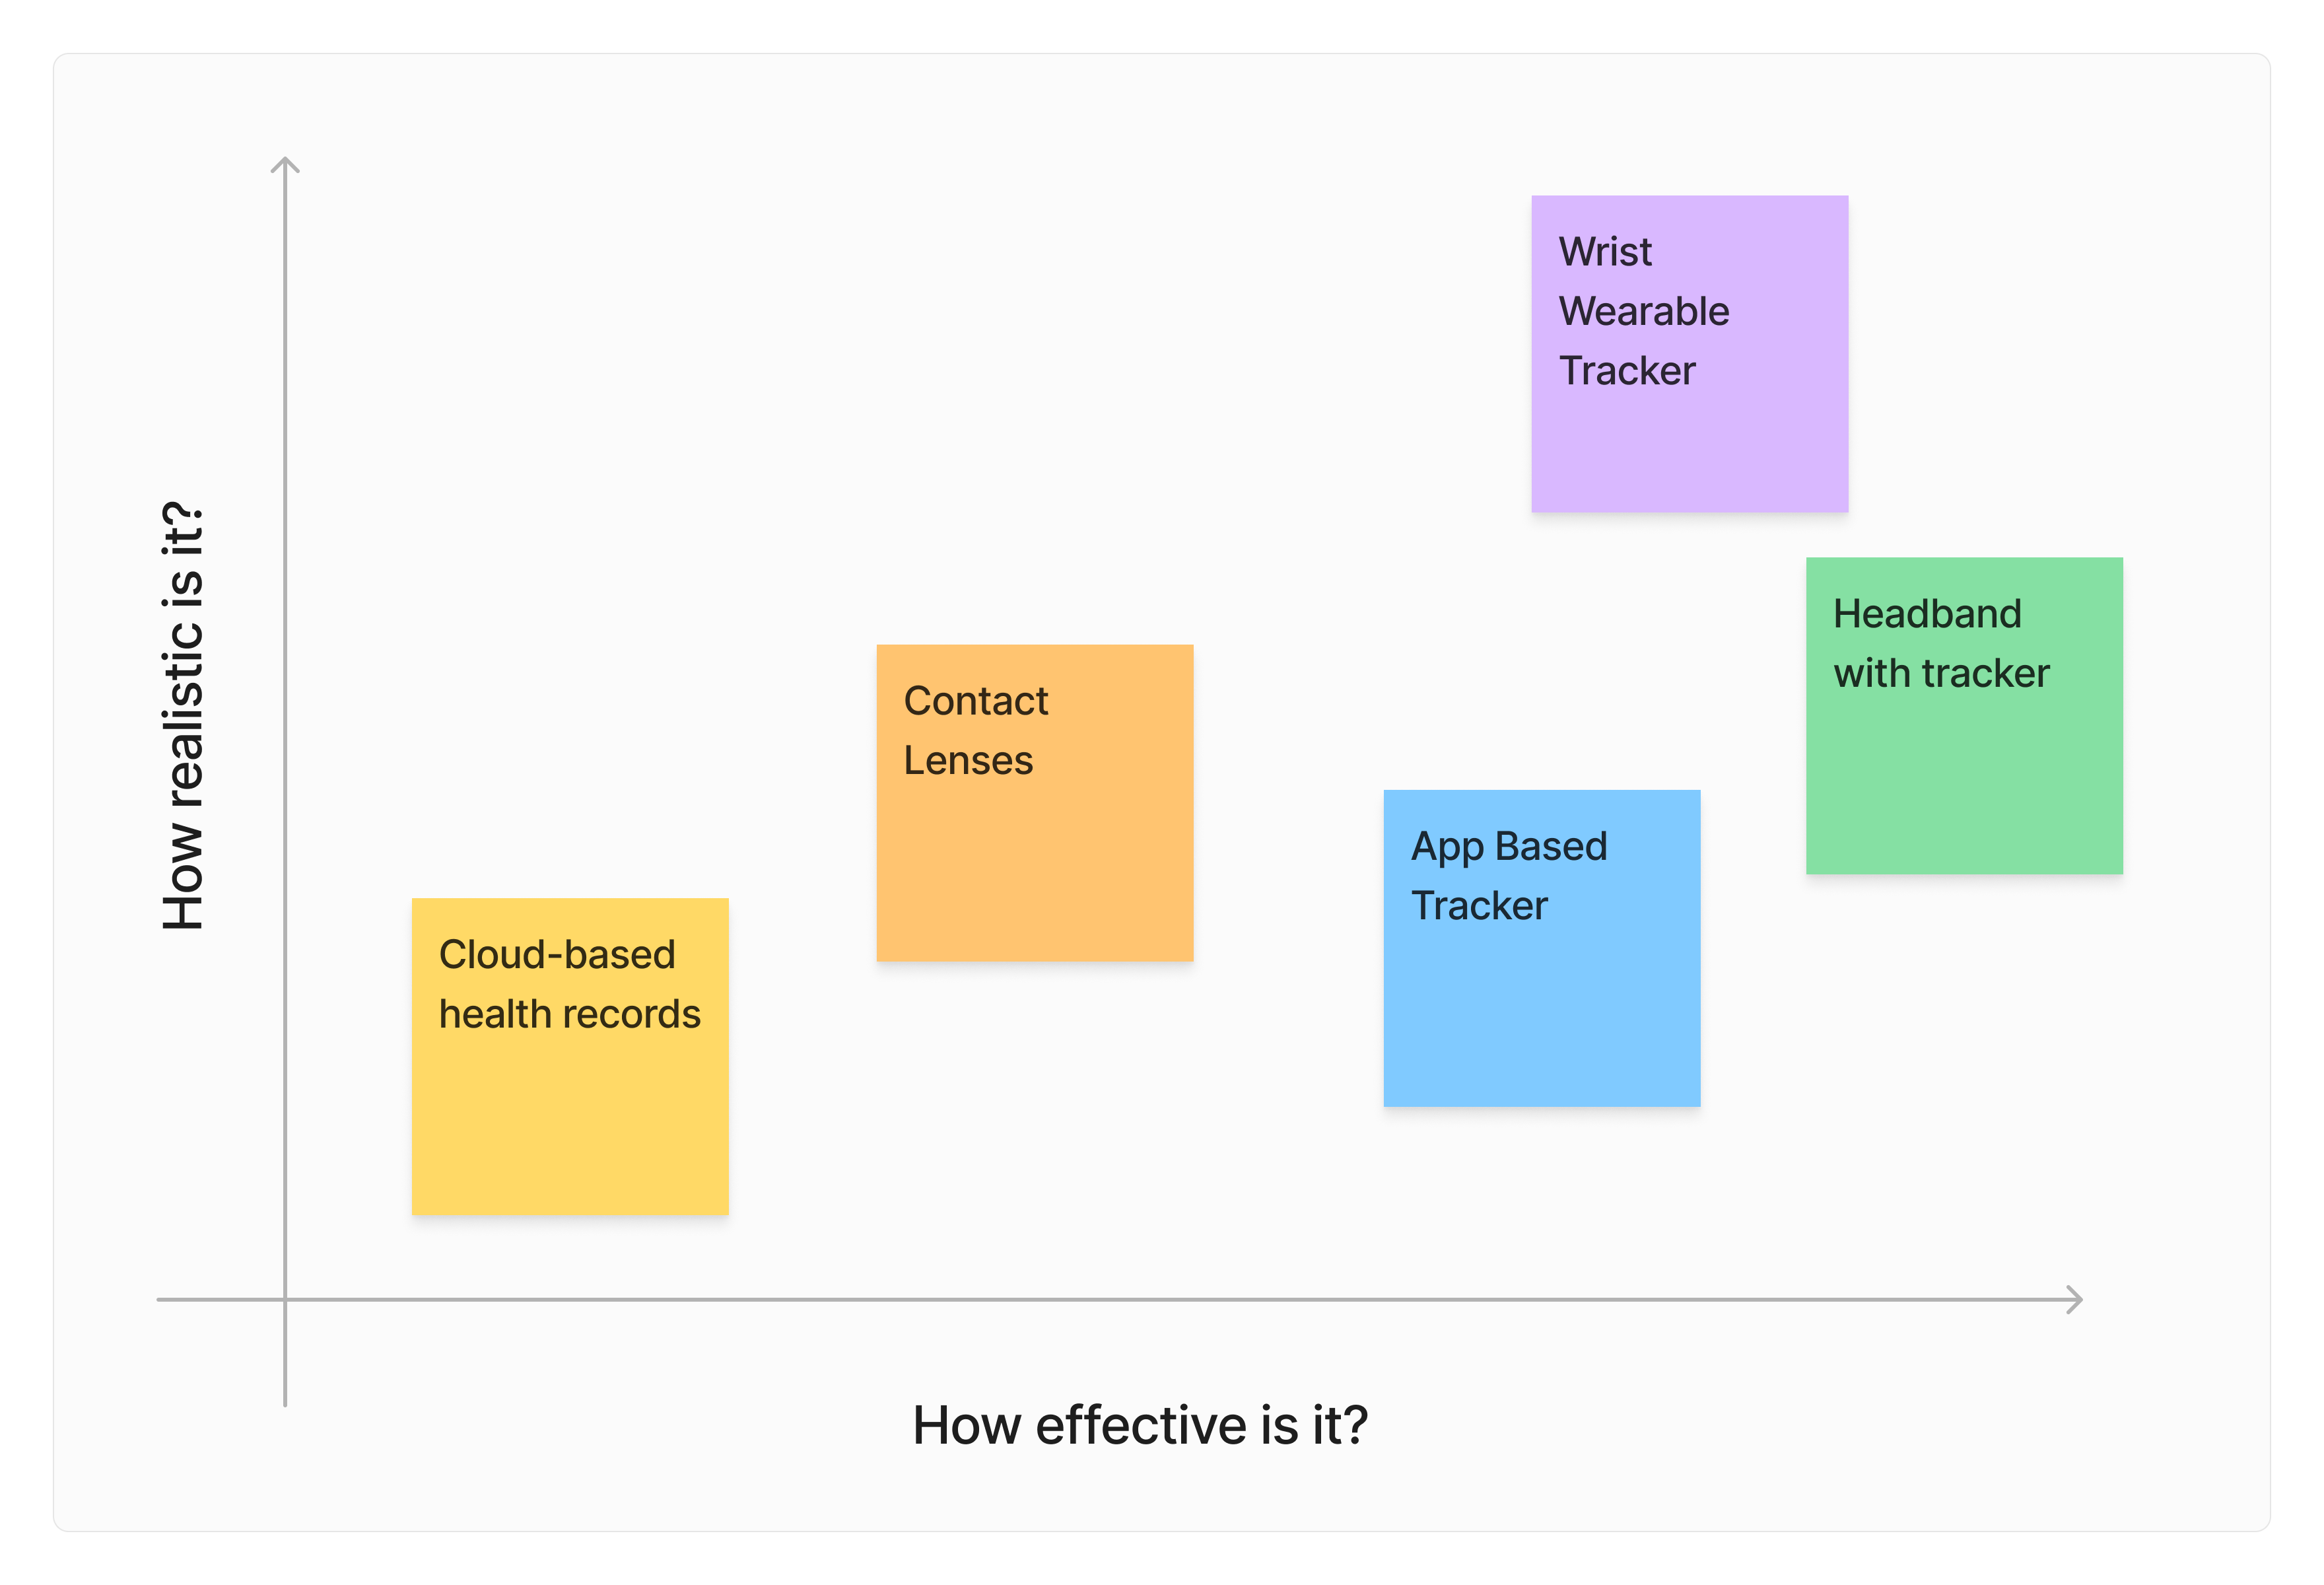 Wrist
Wearable
Tracker
Headband
with tracker
Contact
Lenses
App Based
Tracker
Cloud-based
health records
How realistic is it?
How effective is it?